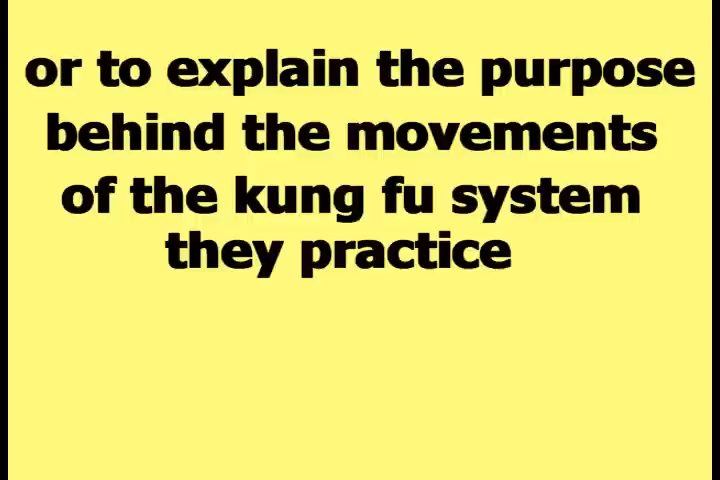 or to explain the purpose
behind the movements
of the kung fu system
they practice